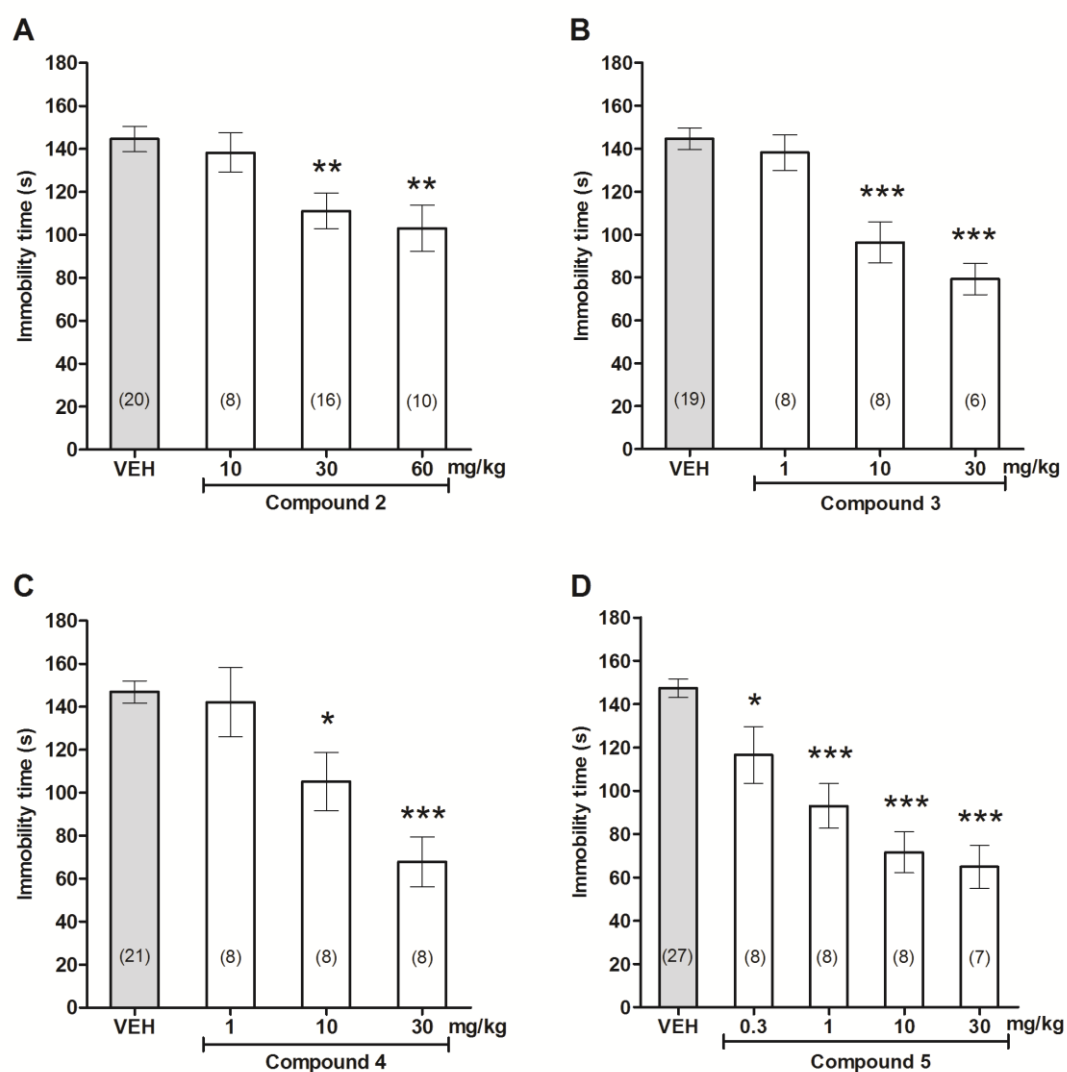 A
Immobility time (s)
180
160
140
120
100
80
60
40
20
0
** **
(20) (8) (16) (10)
VEH 10 30 60 mg/kg
Compound 2
B
Immobility time (s)
180
160
140
120
100
80
60
40
20
0
*** ***
(19) (8) (8) (6)
VEH 1 10 30 mg/kg
Compound 3
C
Immobility time (s)
180
160
140
120
100
80
60
40
20
0
* ***
(21) (8) (8) (8)
VEH 1 10 30 mg/kg
Compound 4
D
Immobility time (s)
180
160
140
120
100
80
60
40
20
0
* *** *** ***
(27) (8) (8) (8) (7)
VEH 0.3 1 10 30 mg/kg
Compound 5